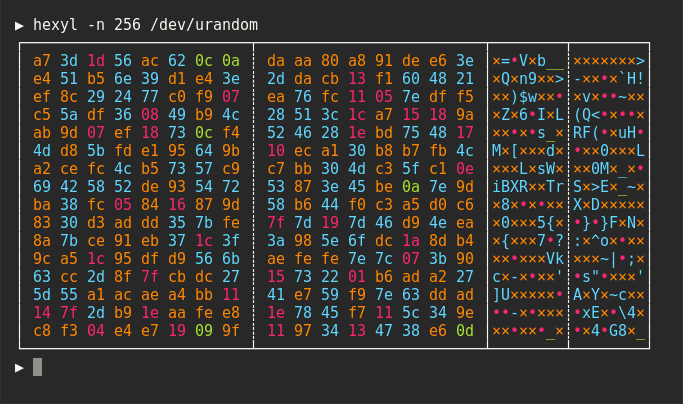 ▶ hexyl -n 256 /dev/urandom
a7 3d 1d 56 ac 62 0c 0a ┊ da aa 80 a8 91 de e6 3e │×=•V×b__┊×××××××>│
e4 51 b5 6e 39 d1 e4 3e ┊ 2d da cb 13 f1 60 48 21 │×Q×n9××>┊-××•×`H!│
ef 8c 29 24 77 c0 f9 07 ┊ ea 76 fc 11 05 7e df f5 │××)$w××•┊×v×••~××│
c5 5a df 36 08 49 b9 4c ┊ 28 51 3c 1c a7 15 18 9a │×Z×6•I×L┊(Q<•×••×│
ab 9d 07 ef 18 73 0c f4 ┊ 52 46 28 1e bd 75 48 17 │××•×•s_×┊RF(•×uH•│
4d d8 5b fd e1 95 64 9b ┊ 10 ec a1 30 b8 b7 fb 4c │M×[×××d×┊•××0×××L│
a2 ce fc 4c b5 73 57 c9 ┊ c7 bb 30 4d c3 5f c1 0e │×××L×sW×┊××0M×_×•│
69 42 58 52 de 93 54 72 ┊ 53 87 3e 45 be 0a 7e 9d │iBXR××Tr┊S×>E×_~×│
ba 38 fc 05 84 16 87 9d ┊ 58 b6 44 f0 c3 a5 d0 c6 │×8×•×•××┊X×D×××××│
83 30 d3 ad dd 35 7b fe ┊ 7f 7d 19 7d 46 d9 4e ea │×0×××5{×┊•}•}F×N×│
8a 7b ce 91 eb 37 1c 3f ┊ 3a 98 5e 6f dc 1a 8d b4 │×{×××7•?┊:×^o×•××│
9c a5 1c 95 df d9 56 6b ┊ ae fe fe 7e 7c 07 3b 90 │××•×××Vk┊×××~|•;×│
63 cc 2d 8f 7f cb dc 27 ┊ 15 73 22 01 b6 ad a2 27 │c×-×•××'┊•s"•×××'│
5d 55 a1 ac ae a4 bb 11 ┊ 41 e7 59 f9 7e 63 dd ad │]U×××××•┊A×Y×~c××│
14 7f 2d b9 1e aa fe e8 ┊ 1e 78 45 f7 11 5c 34 9e │••-×•×××┊•xE×•\4×│
c8 f3 04 e4 e7 19 09 9f ┊ 11 97 34 13 47 38 e6 0d │××•××•_×┊•×4•G8×_│
▶